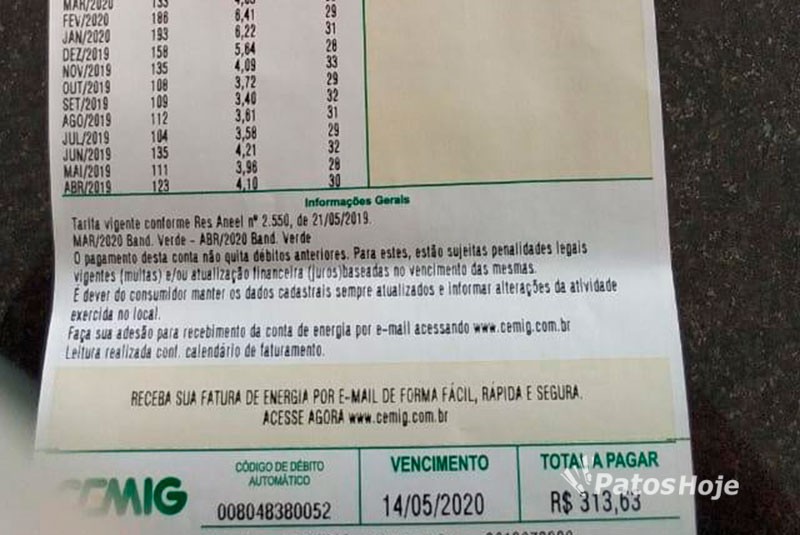 MAR/2020 133 4,63 29
FEV/2020 186 6,41 29
JAN/2020 193 6,22 31
DEZ/2019 158 5,64 28
NOV/2019 135 4,09 33
OUT/2019 108 3,72 29
SET/2019 109 3,40 32
AGO/2019 112 3,61 31
JUL/2019 104 3,58 29
JUN/2019 135 4,21 32
MAI/2019 111 3,96 28
ABR/2019 123 4,10 30
Informações Gerais
Tarifa vigente conforme Res Aneel nº 2.550, de 21/05/2019.
MAR/2020 Band. Verde - ABR/2020 Band. Verde
O pagamento desta conta não quita débitos anteriores. Para estes, estão sujeitas penalidades legais
vigentes (multas) e/ou atualização financeira (juros)baseadas no vencimento das mesmas.
É dever do consumidor manter os dados cadastrais sempre atualizados e informar alterações da atividade
exercida no local.
Faça sua adesão para recebimento da conta de energia por e-mail acessando www.cemig.com.br
Leitura realizada conf. calendário de faturamento.
RECEBA SUA FATURA DE ENERGIA POR E-MAIL DE FORMA FÁCIL, RÁPIDA E SEGURA.
ACESSE AGORA www.cemig.com.br
CEMIG
CÓDIGO DE DÉBITO
AUTOMÁTICO
008048380052
VENCIMENTO
14/05/2020
TOTAL A PAGAR
R$ 313,63
PatosHoje